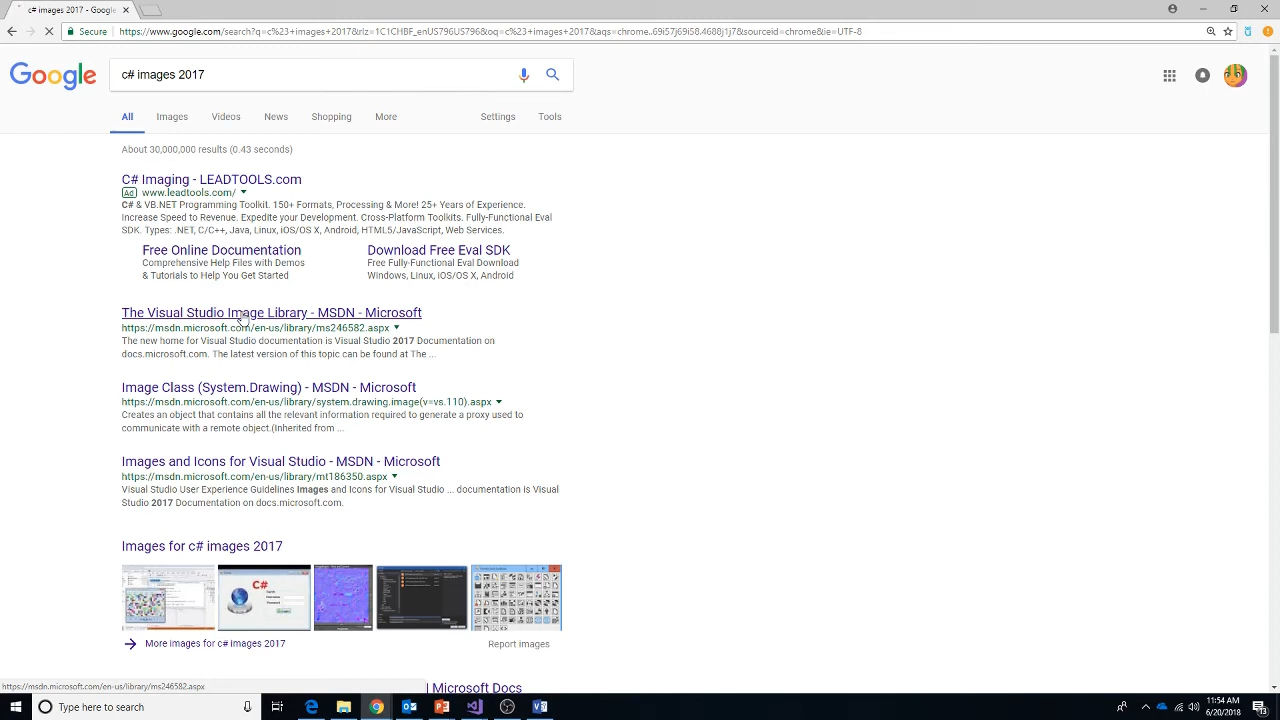 c# images 2017 - Google
Secure
https://www.google.com/search?q=c%23+images+2017&rlz=1C1CHBF_enUS796US796&oq=c%23+images+2017&aqs=chrome..69i57j69i58.4688j1j7&sourceid=chrome&ie=UTF-8
Google
c# images 2017
All Images Videos News Shopping More Settings Tools
About 30,000,000 results (0.43 seconds)
C# Imaging - LEADTOOLS.com
Ad www.leadtools.com/
C# & VB.NET Programming Toolkit. 150+ Formats, Processing & More! 25+ Years of Experience.
Increase Speed to Revenue. Expedite your Development. Cross-Platform Toolkits. Fully-Functional Eval
SDK. Types: .NET, C/C++, Java, Linux, iOS/OS X, Android, HTML5/JavaScript, Web Services.
Free Online Documentation
Comprehensive Help Files with Demos
& Tutorials to Help You Get Started
Download Free Eval SDK
Free Fully-Functional Eval Download
Windows, Linux, iOS/OS X, Android
The Visual Studio Image Library - MSDN - Microsoft
https://msdn.microsoft.com/en-us/library/ms246582.aspx
The new home for Visual Studio documentation is Visual Studio 2017 Documentation on
docs.microsoft.com. The latest version of this topic can be found at The ...
Image Class (System.Drawing) - MSDN - Microsoft
https://msdn.microsoft.com/en-us/library/system.drawing.image(v=vs.110).aspx
Creates an object that contains all the relevant information required to generate a proxy used to
communicate with a remote object.(Inherited from ...
Images and Icons for Visual Studio - MSDN - Microsoft
https://msdn.microsoft.com/en-us/library/mt186350.aspx
Visual Studio User Experience Guidelines Images and Icons for Visual Studio ... documentation is Visual
Studio 2017 Documentation on docs.microsoft.com.
Images for c# images 2017
C#
More images for c# images 2017
Report images
https://msdn.microsoft.com/en-us/library/ms246582.aspx
Microsoft Docs
Type here to search
11:54 AM
6/20/2018